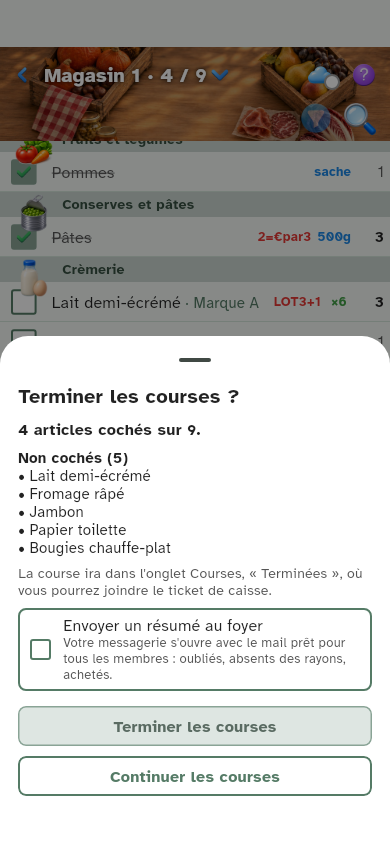 Magasin 1 · 4 / 9
?
Fruits et légumes
Pommes sache 1
Conserves et pâtes
Pâtes 2=€par3 500g 3
Crèmerie
Lait demi-écrémé · Marque A LOT3+1 ×6 3
1
Terminer les courses ?
4 articles cochés sur 9.
Non cochés (5)
• Lait demi-écrémé
• Fromage râpé
• Jambon
• Papier toilette
• Bougies chauffe-plat
La course ira dans l'onglet Courses, « Terminées », où
vous pourrez joindre le ticket de caisse.
Envoyer un résumé au foyer
Votre messagerie s'ouvre avec le mail prêt pour
tous les membres : oubliés, absents des rayons,
achetés.
Terminer les courses
Continuer les courses